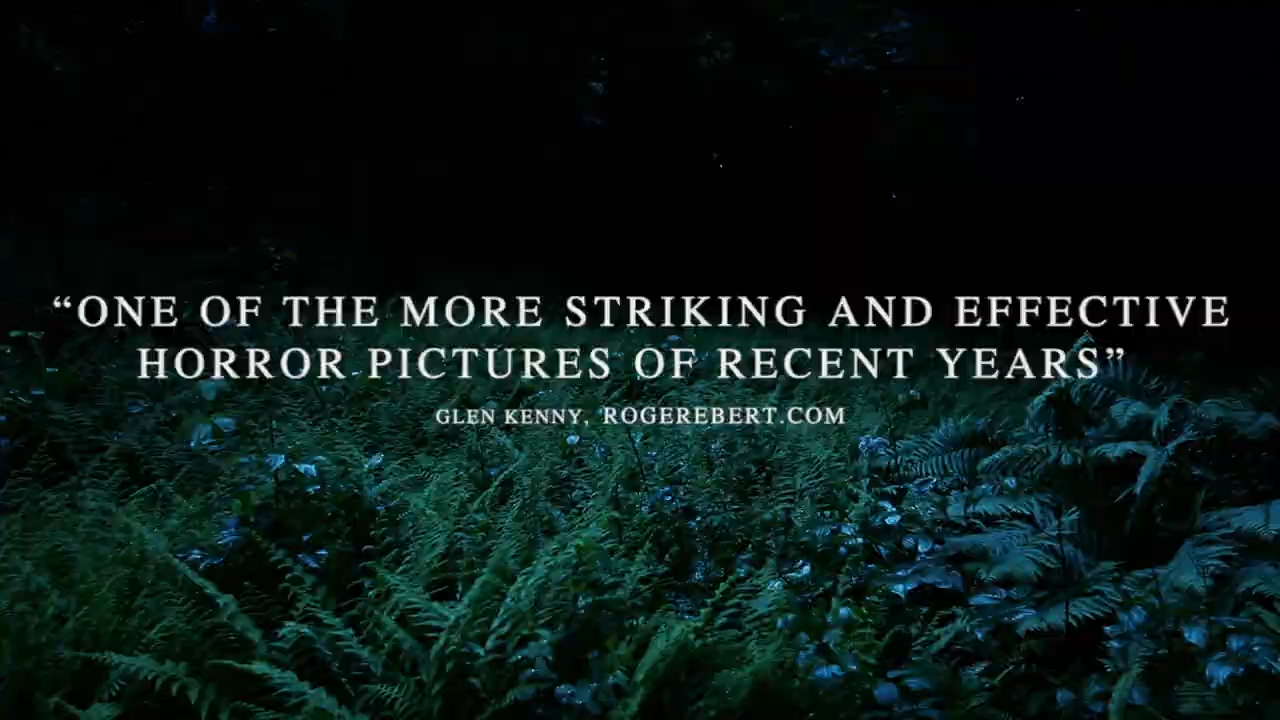 “ONE OF THE MORE STRIKING AND EFFECTIVE
HORROR PICTURES OF RECENT YEARS”
GLEN KENNY, ROGEREBERT.COM